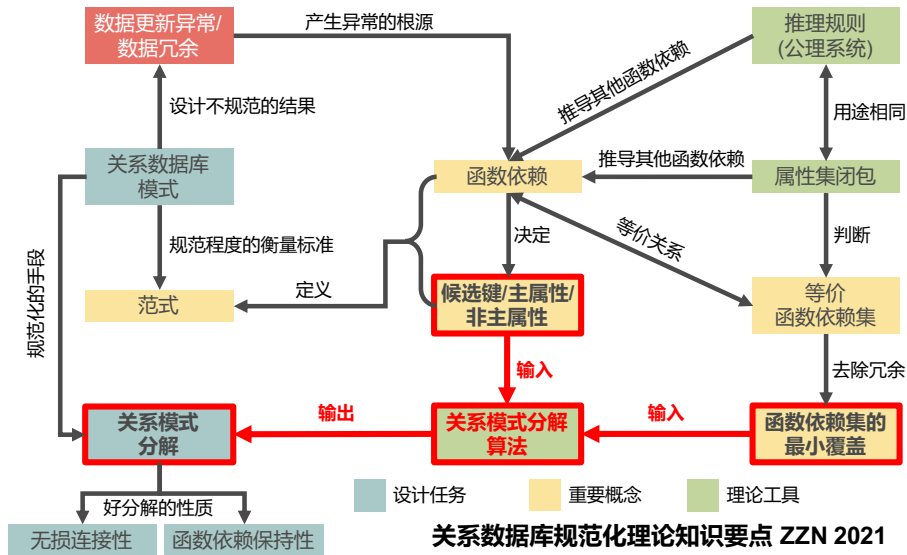 数据更新异常/
数据冗余
产生异常的根源
推理规则
(公理系统)
推导其他函数依赖
设计不规范的结果
用途相同
关系数据库
模式
函数依赖
推导其他函数依赖
属性集闭包
规范化的手段
规范程度的衡量标准
决定
等价关系
判断
范式
定义
候选键/主属性/
非主属性
等价
函数依赖集
输入
去除冗余
关系模式
分解
输出
关系模式分解
算法
输入
函数依赖集的
最小覆盖
好分解的性质
设计任务
重要概念
理论工具
无损连接性
函数依赖保持性
关系数据库规范化理论知识要点 ZZN 2021